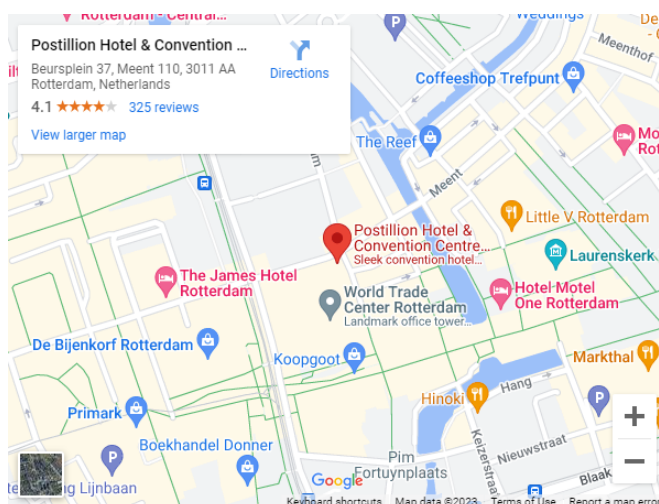 Rotterdam - Central...
Weddings
De
Meenthof
Postillion Hotel & Convention ...
Beursplein 37, Meent 110, 3011 AA
Rotterdam, Netherlands
Directions
4.1
325 reviews
View larger map
Coffeeshop Trefpunt
The Reef
Meent
Little V Rotterdam
Postillion Hotel &
Convention Centre...
Sleek convention hotel...
Laurenskerk
The James Hotel
Rotterdam
World Trade
Center Rotterdam
Landmark office tower...
Hotel Motel
One Rotterdam
De Bijenkorf Rotterdam
Koopgoot
Markthal
Hang
Hinoki
Primark
Boekhandel Donner
Keizerstraat
Nieuwstraat
Pim
Fortuynplaats
Blaak
Lijnbaan
Google
Keyboard shortcuts
Map data ©2023
Terms of Use
Report a map error